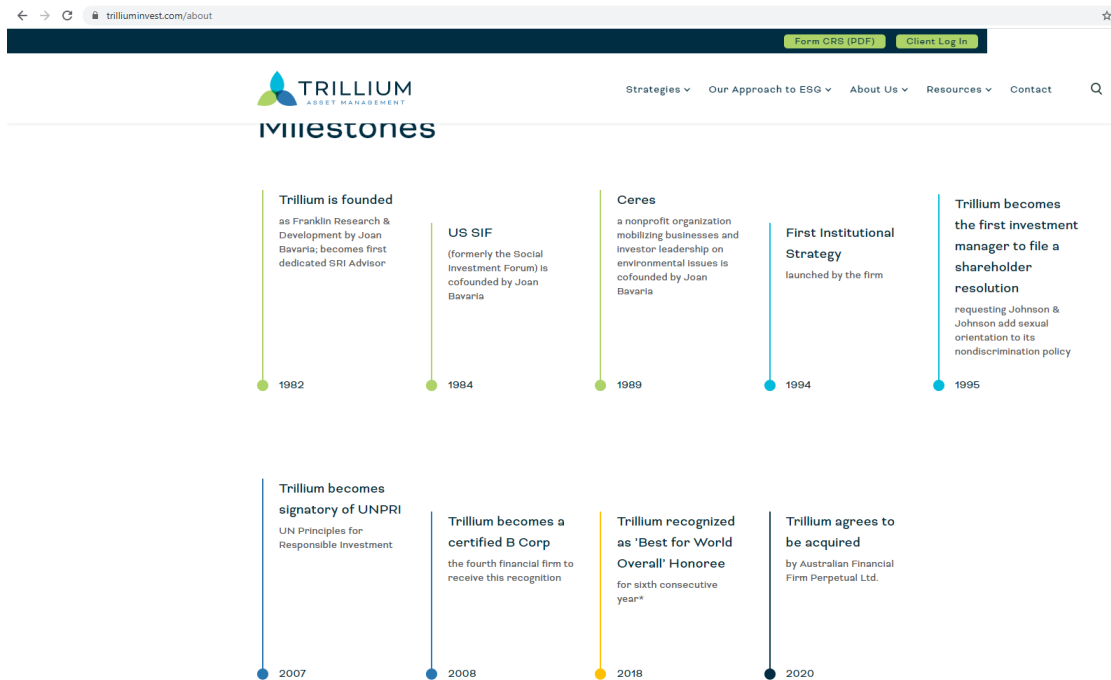 trilliuminvest.com/about
Form CRS (PDF) Client Log In
TRILLIUM
ASSET MANAGEMENT
Strategies Our Approach to ESG About Us Resources Contact
Milestones
Trillium is founded
as Franklin Research &
Development by Joan
Bavaria; becomes first
dedicated SRI Advisor
1982
US SIF
(formerly the Social
Investment Forum) is
cofounded by Joan
Bavaria
1984
Ceres
a nonprofit organization
mobilizing businesses and
investor leadership on
environmental issues is
cofounded by Joan
Bavaria
1989
First Institutional
Strategy
launched by the firm
1994
Trillium becomes
the first investment
manager to file a
shareholder
resolution
requesting Johnson &
Johnson add sexual
orientation to its
nondiscrimination policy
1995
Trillium becomes
signatory of UNPRI
UN Principles for
Responsible Investment
2007
Trillium becomes a
certified B Corp
the fourth financial firm to
receive this recognition
2008
Trillium recognized
as 'Best for World
Overall' Honoree
for sixth consecutive
year*
2018
Trillium agrees to
be acquired
by Australian Financial
Firm Perpetual Ltd.
2020